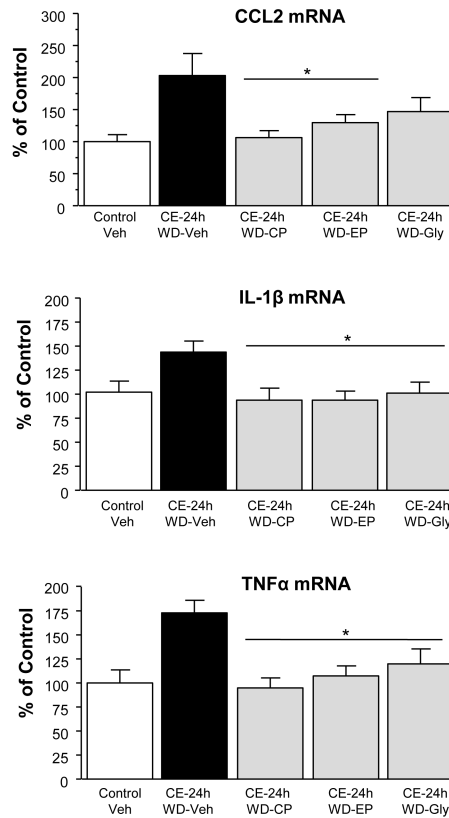 CCL2 mRNA
% of Control
300
250
200
150
100
50
0
*
Control CE-24h CE-24h CE-24h CE-24h
Veh WD-Veh WD-CP WD-EP WD-Gly
IL-1β mRNA
% of Control
200
175
150
125
100
75
50
25
0
*
Control CE-24h CE-24h CE-24h CE-24h
Veh WD-Veh WD-CP WD-EP WD-Gly
TNFα mRNA
% of Control
200
175
150
125
100
75
50
25
0
*
Control CE-24h CE-24h CE-24h CE-24h
Veh WD-Veh WD-CP WD-EP WD-Gly